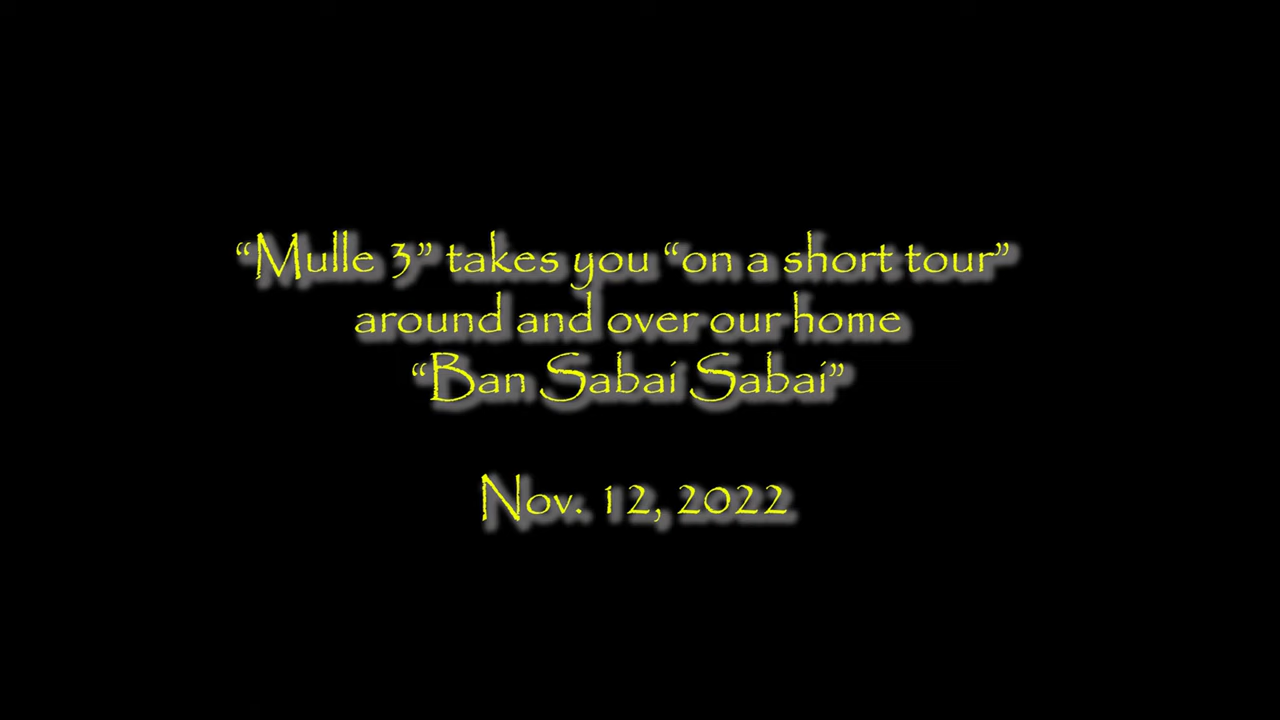 “Mulle 3” takes you “on a short tour”
around and over our home
“Ban Sabai Sabai”
Nov. 12, 2022